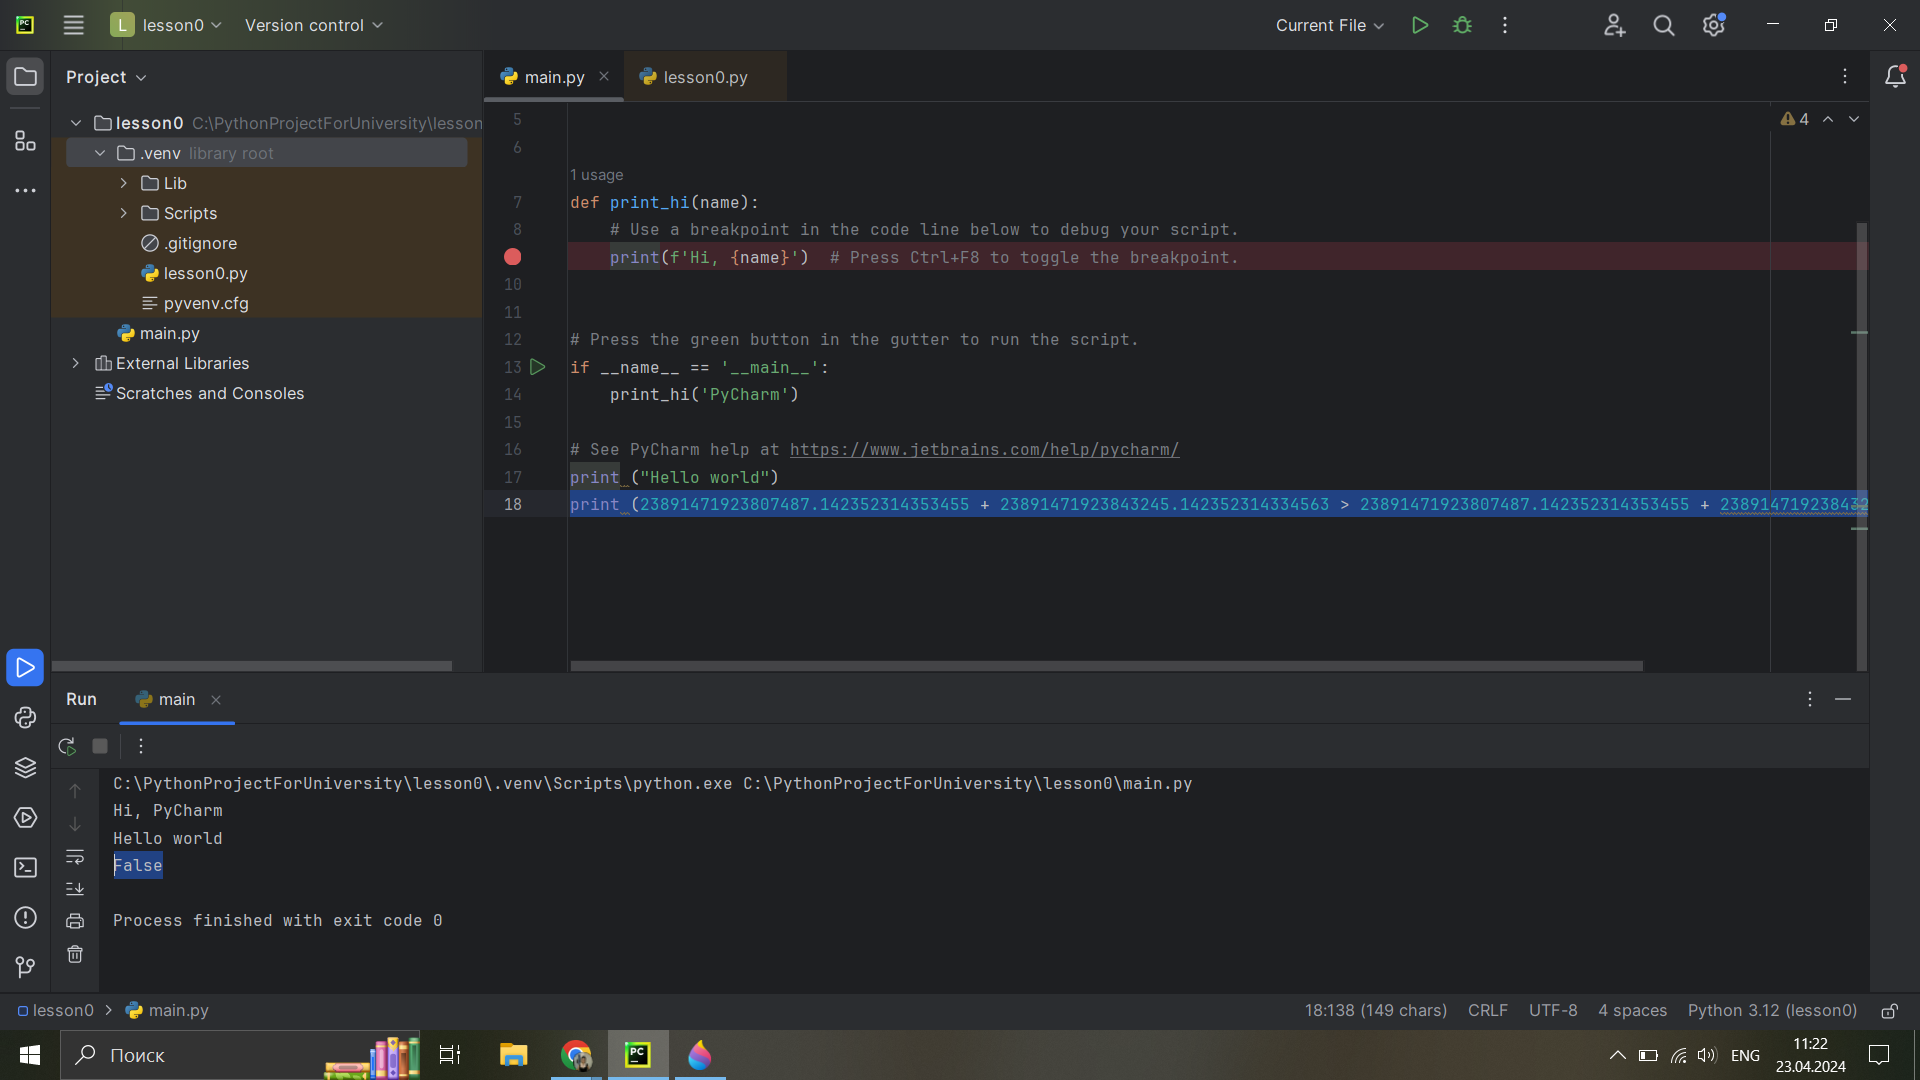 PC
L lesson0 Version control
Current File
Project
lesson0 C:\PythonProjectForUniversity\lesson
.venv library root
Lib
Scripts
.gitignore
lesson0.py
pyvenv.cfg
main.py
External Libraries
Scratches and Consoles
main.py lesson0.py
4
5
6
1 usage
7 def print_hi(name):
8 # Use a breakpoint in the code line below to debug your script.
print(f'Hi, {name}') # Press Ctrl+F8 to toggle the breakpoint.
10
11
12 # Press the green button in the gutter to run the script.
13 if __name__ == '__main__':
14 print_hi('PyCharm')
15
16 # See PyCharm help at https://www.jetbrains.com/help/pycharm/
17 print ("Hello world")
18 print (23891471923807487.142352314353455 + 23891471923843245.142352314334563 > 23891471923807487.142352314353455 + 238914719238432
Run main
C:\PythonProjectForUniversity\lesson0\.venv\Scripts\python.exe C:\PythonProjectForUniversity\lesson0\main.py
Hi, PyCharm
Hello world
False
Process finished with exit code 0
lesson0 > main.py
18:138 (149 chars) CRLF UTF-8 4 spaces Python 3.12 (lesson0)
Поиск
PC
ENG
11:22
23.04.2024